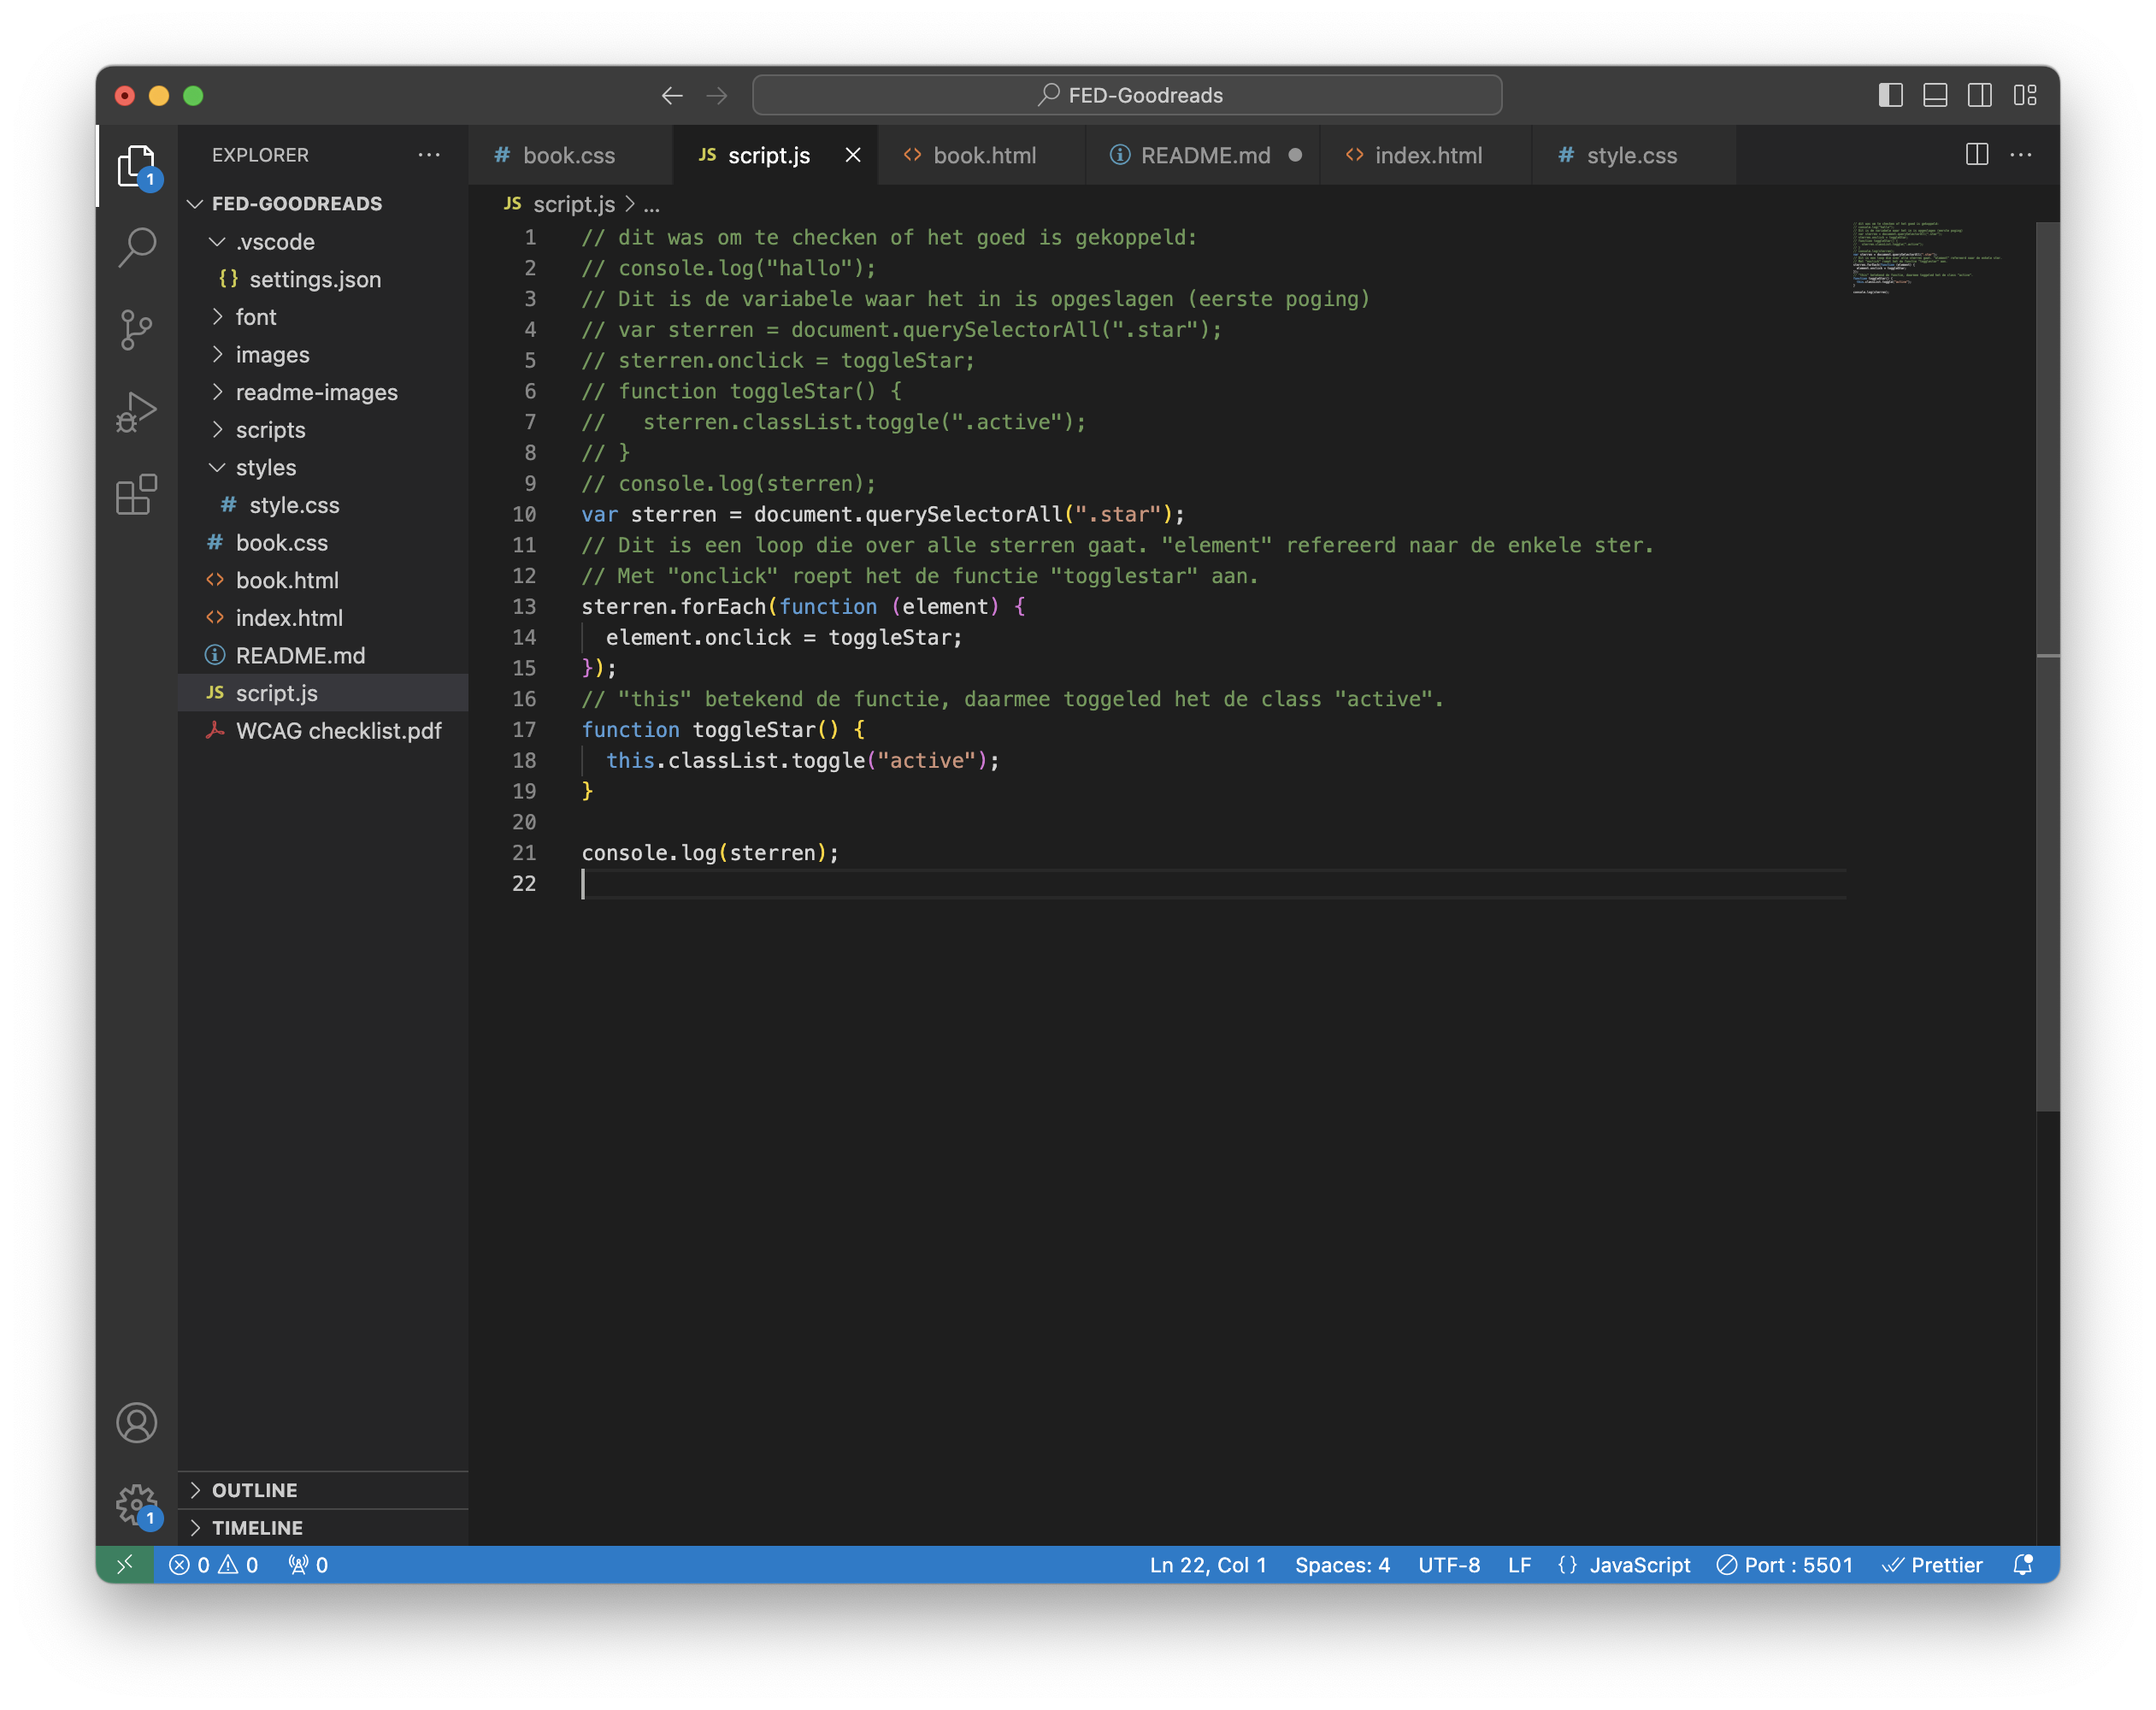 FED-Goodreads
EXPLORER
1
FED-GOODREADS
.vscode
{} settings.json
font
images
readme-images
scripts
styles
# style.css
# book.css
<> book.html
<> index.html
README.md
JS script.js
WCAG checklist.pdf
OUTLINE
TIMELINE
1
# book.css
JS script.js
<> book.html
README.md
<> index.html
# style.css
JS script.js > ...
1 // dit was om te checken of het goed is gekoppeld:
2 // console.log("hallo");
3 // Dit is de variabele waar het in is opgeslagen (eerste poging)
4 // var sterren = document.querySelectorAll(".star");
5 // sterren.onclick = toggleStar;
6 // function toggleStar() {
7 //   sterren.classList.toggle(".active");
8 // }
9 // console.log(sterren);
10 var sterren = document.querySelectorAll(".star");
11 // Dit is een loop die over alle sterren gaat. "element" refereerd naar de enkele ster.
12 // Met "onclick" roept het de functie "togglestar" aan.
13 sterren.forEach(function (element) {
14   element.onclick = toggleStar;
15 });
16 // "this" betekend de functie, daarmee toggeled het de class "active".
17 function toggleStar() {
18   this.classList.toggle("active");
19 }
20
21 console.log(sterren);
22
0 0 0
Ln 22, Col 1 Spaces: 4 UTF-8 LF {} JavaScript Port : 5501 Prettier